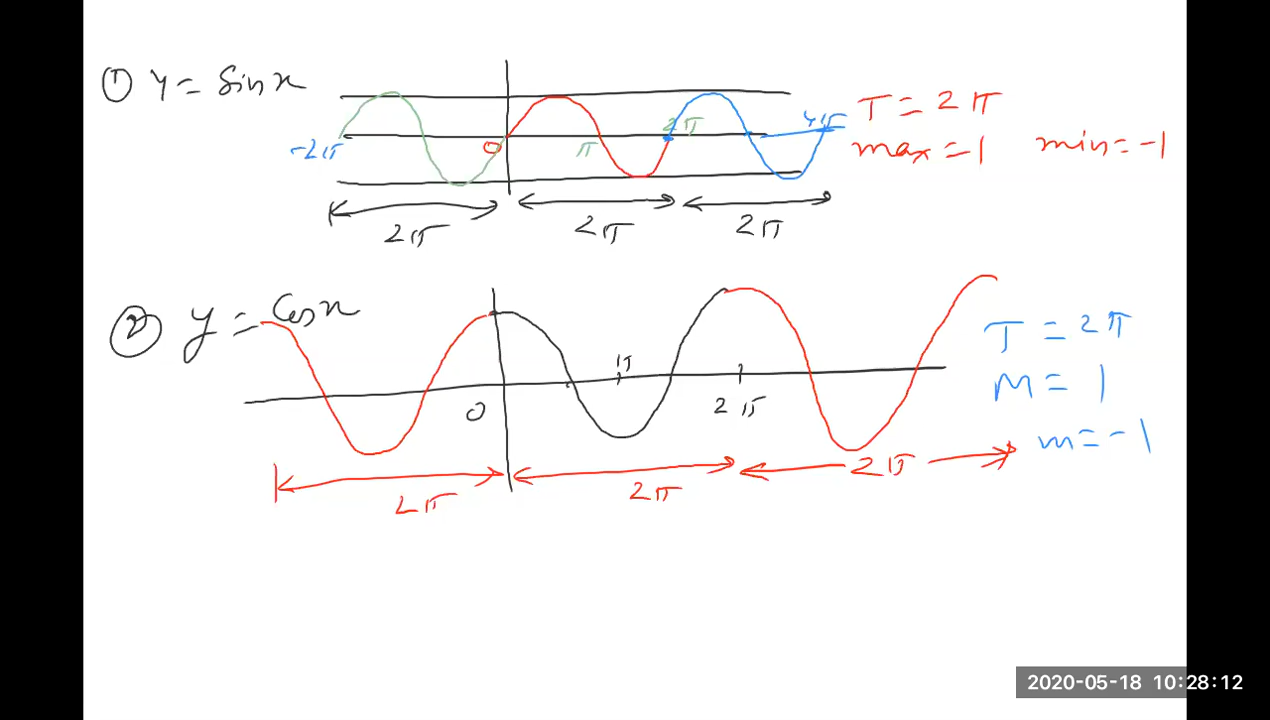 ① y = sin x
T = 2π
-2π 0 π 2π 4π
max = 1 min = -1
2π 2π 2π
② y = Cos x
T = 2π
π
M = 1
0 2π
m = -1
2π 2π 2π
2020-05-18 10:28:12